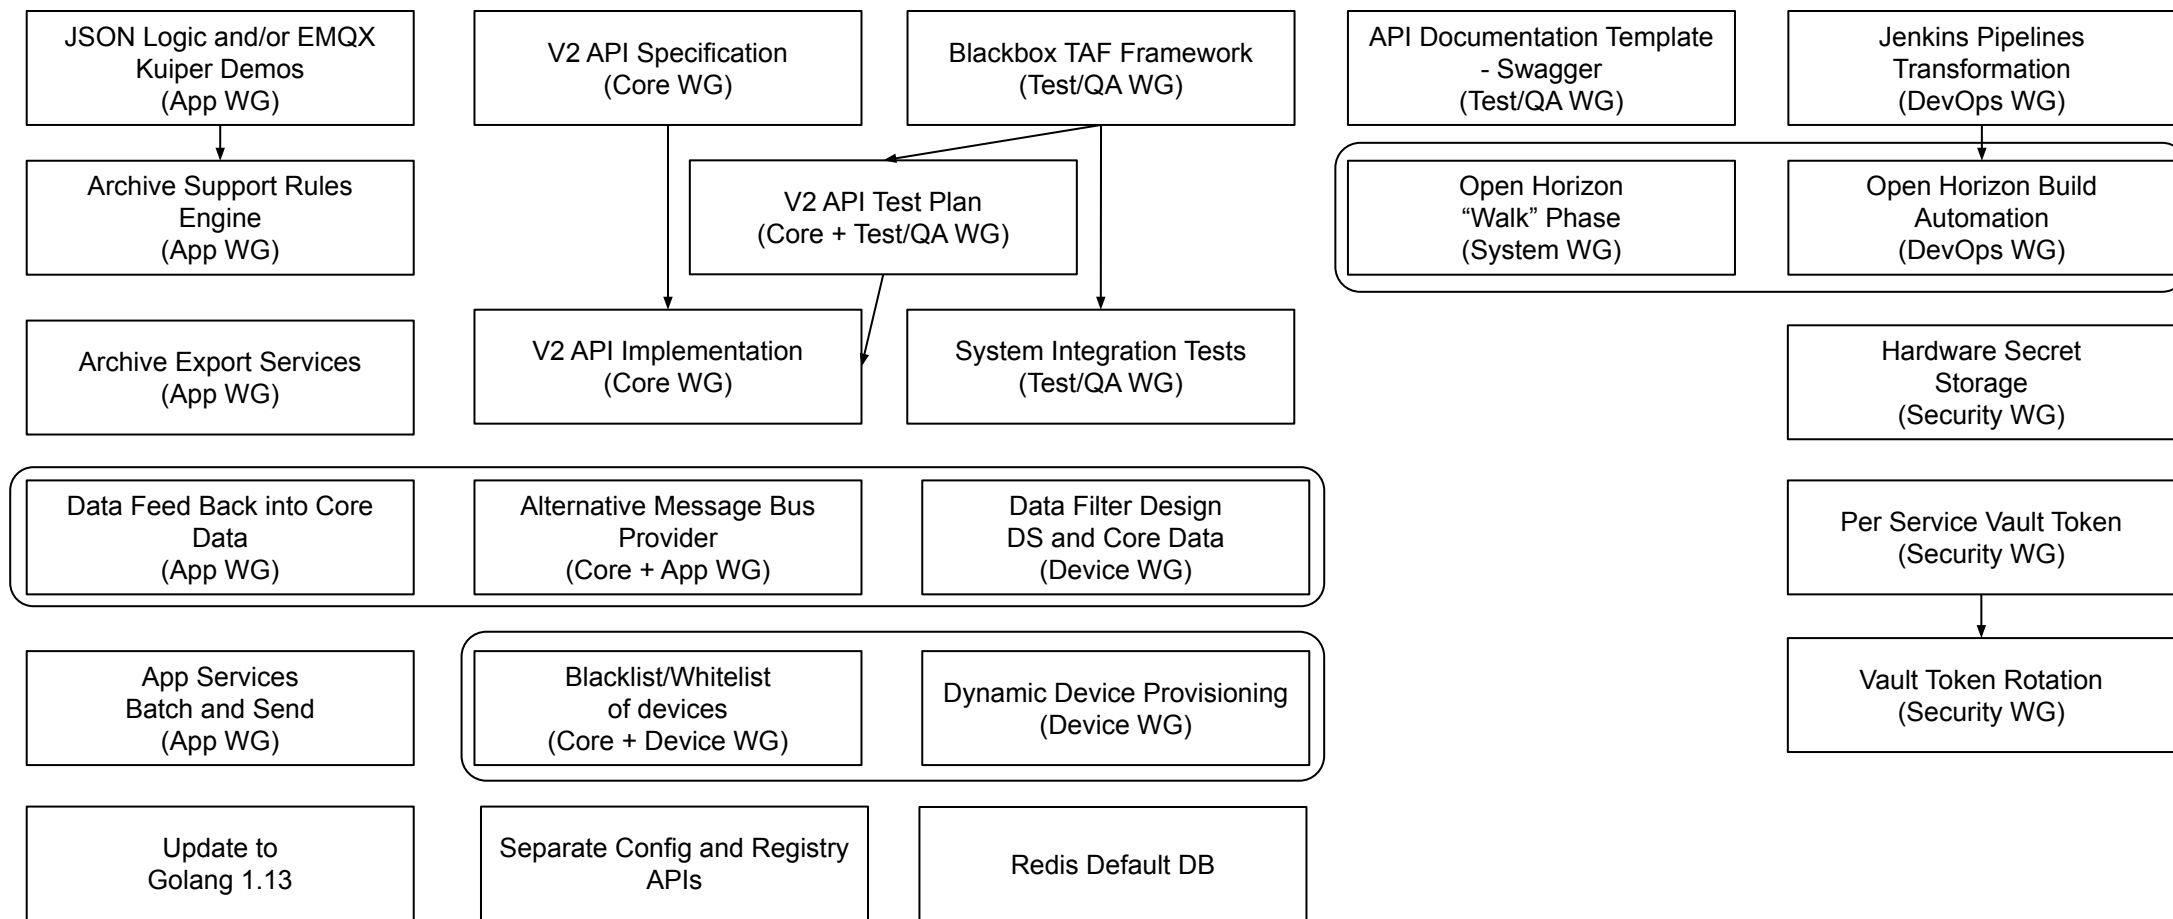 JSON Logic and/or EMQX
Kuiper Demos
(App WG)
V2 API Specification
(Core WG)
Blackbox TAF Framework
(Test/QA WG)
API Documentation Template
- Swagger
(Test/QA WG)
Jenkins Pipelines
Transformation
(DevOps WG)
Archive Support Rules
Engine
(App WG)
V2 API Test Plan
(Core + Test/QA WG)
Open Horizon
“Walk” Phase
(System WG)
Open Horizon Build
Automation
(DevOps WG)
Archive Export Services
(App WG)
V2 API Implementation
(Core WG)
System Integration Tests
(Test/QA WG)
Hardware Secret
Storage
(Security WG)
Data Feed Back into Core
Data
(App WG)
Alternative Message Bus
Provider
(Core + App WG)
Data Filter Design
DS and Core Data
(Device WG)
Per Service Vault Token
(Security WG)
App Services
Batch and Send
(App WG)
Blacklist/Whitelist
of devices
(Core + Device WG)
Dynamic Device Provisioning
(Device WG)
Vault Token Rotation
(Security WG)
Update to
Golang 1.13
Separate Config and Registry
APIs
Redis Default DB